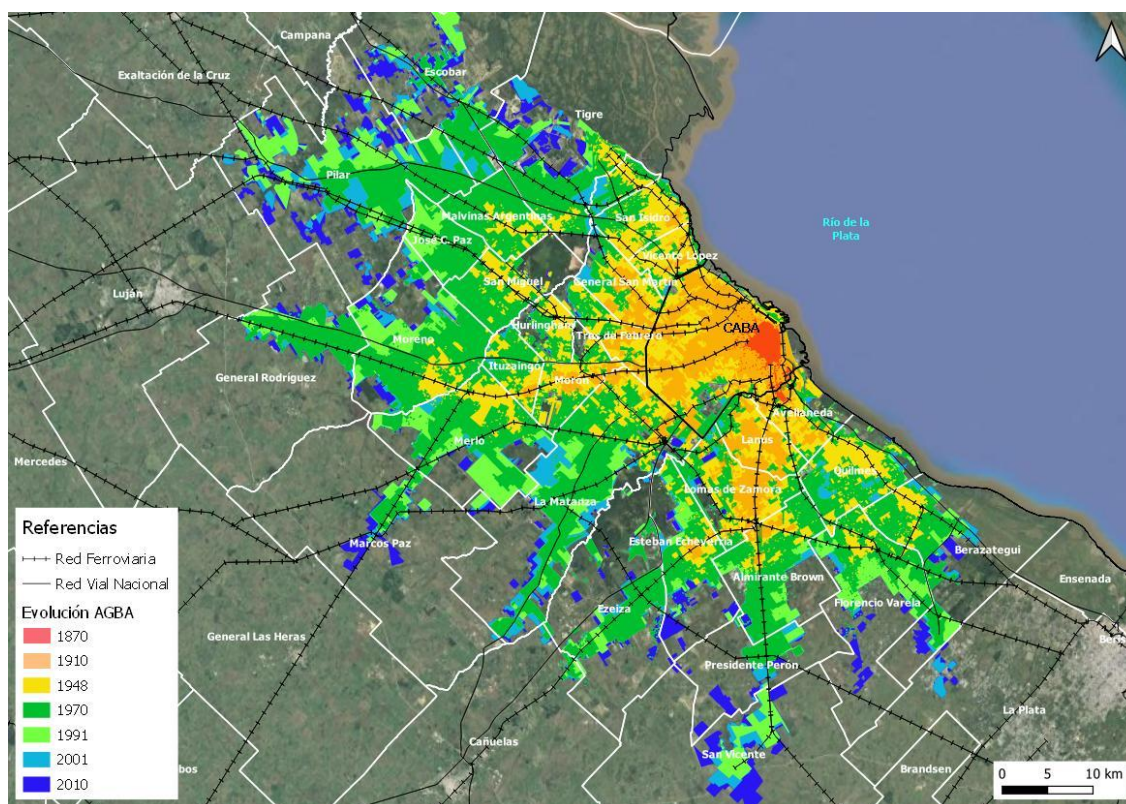 Campana
Exaltación de la Cruz
Escobar
Tigre
Pilar
Malvinas Argentinas
San Isidro
José C. Paz
Vicente López
Río de la
Plata
Luján
San Miguel
General San Martín
Hurlingham
CABA
Tres de Febrero
Moreno
Ituzaingó
Morón
General Rodríguez
Avellaneda
Merlo
Lanús
Mercedes
Quilmes
La Matanza
Lomas de Zamora
Marcos Paz
Esteban Echeverría
Berazategui
Almirante Brown
Ensenada
Ezeiza
Florencio Varela
General Las Heras
Presidente Perón
La Plata
San Vicente
Cañuelas
Brandsen
Referencias
Red Ferroviaria
Red Vial Nacional
Evolución AGBA
1870
1910
1948
1970
1991
2001
2010
0 5 10 km